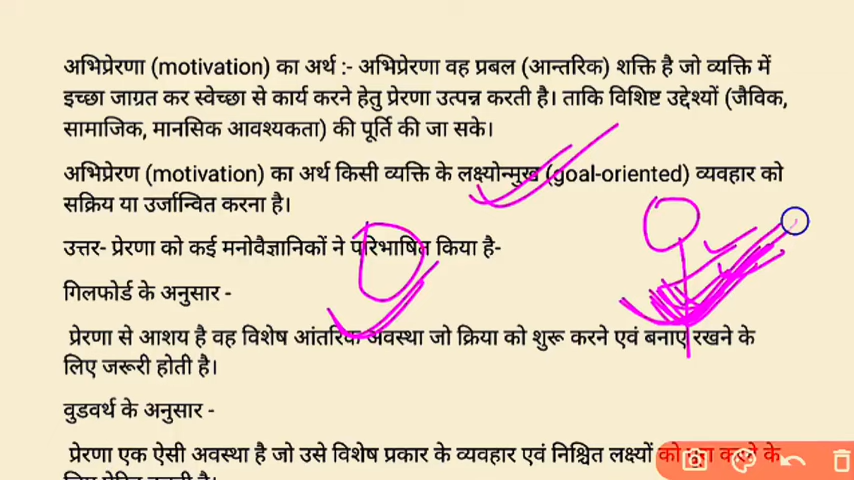 अभिप्रेरणा (motivation) का अर्थ :- अभिप्रेरणा वह प्रबल (आन्तरिक) शक्ति है जो व्यक्ति में
इच्छा जाग्रत कर स्वेच्छा से कार्य करने हेतु प्रेरणा उत्पन्न करती है। ताकि विशिष्ट उद्देश्यों (जैविक,
सामाजिक, मानसिक आवश्यकता) की पूर्ति की जा सके।
अभिप्रेरण (motivation) का अर्थ किसी व्यक्ति के लक्ष्योन्मुख (goal-oriented) व्यवहार को
सक्रिय या उर्जान्वित करना है।
उत्तर- प्रेरणा को कई मनोवैज्ञानिकों ने परिभाषित किया है-
गिलफोर्ड के अनुसार -
प्रेरणा से आशय है वह विशेष आंतरिक अवस्था जो क्रिया को शुरू करने एवं बनाए रखने के
लिए जरूरी होती है।
वुडवर्थ के अनुसार -
प्रेरणा एक ऐसी अवस्था है जो उसे विशेष प्रकार के व्यवहार एवं निश्चित लक्ष्यों को के